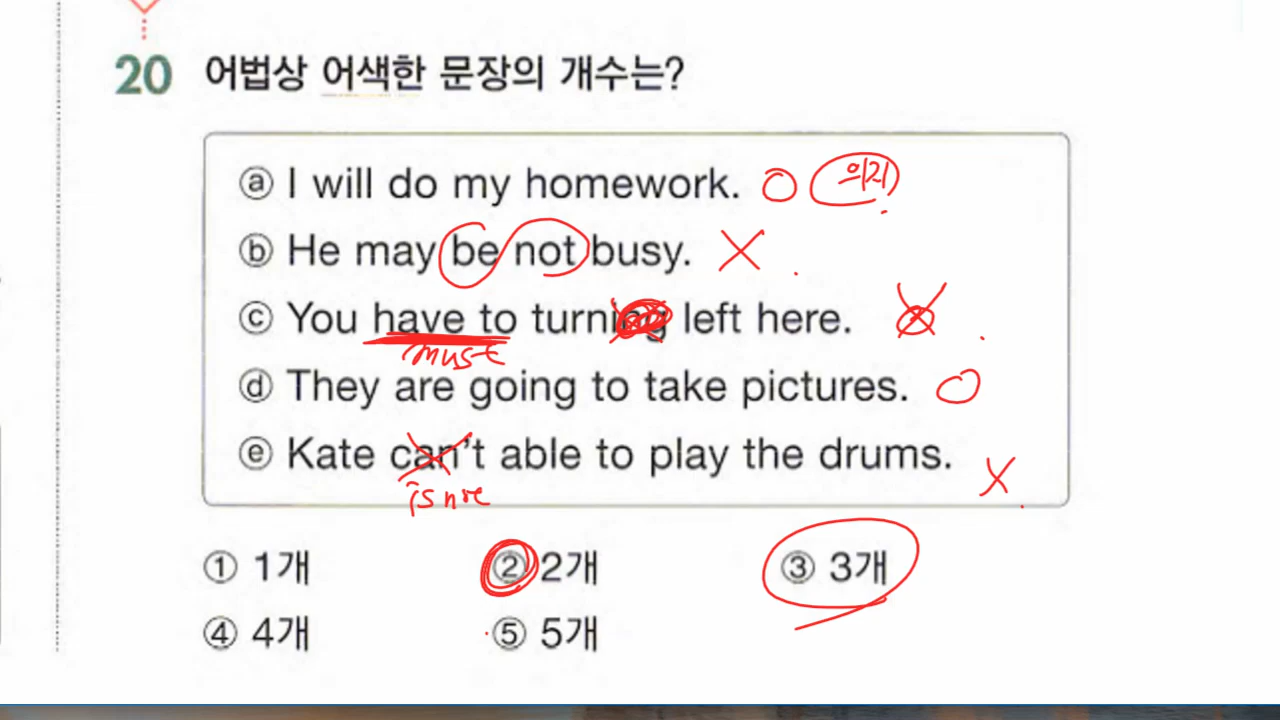 20 어법상 어색한 문장의 개수는?
ⓐ I will do my homework. O 의지
ⓑ He may be not busy. X
ⓒ You have to turning left here. X
must
ⓓ They are going to take pictures. O
ⓔ Kate can't able to play the drums. X
isn't
① 1개 ② 2개 ③ 3개
④ 4개 ⑤ 5개